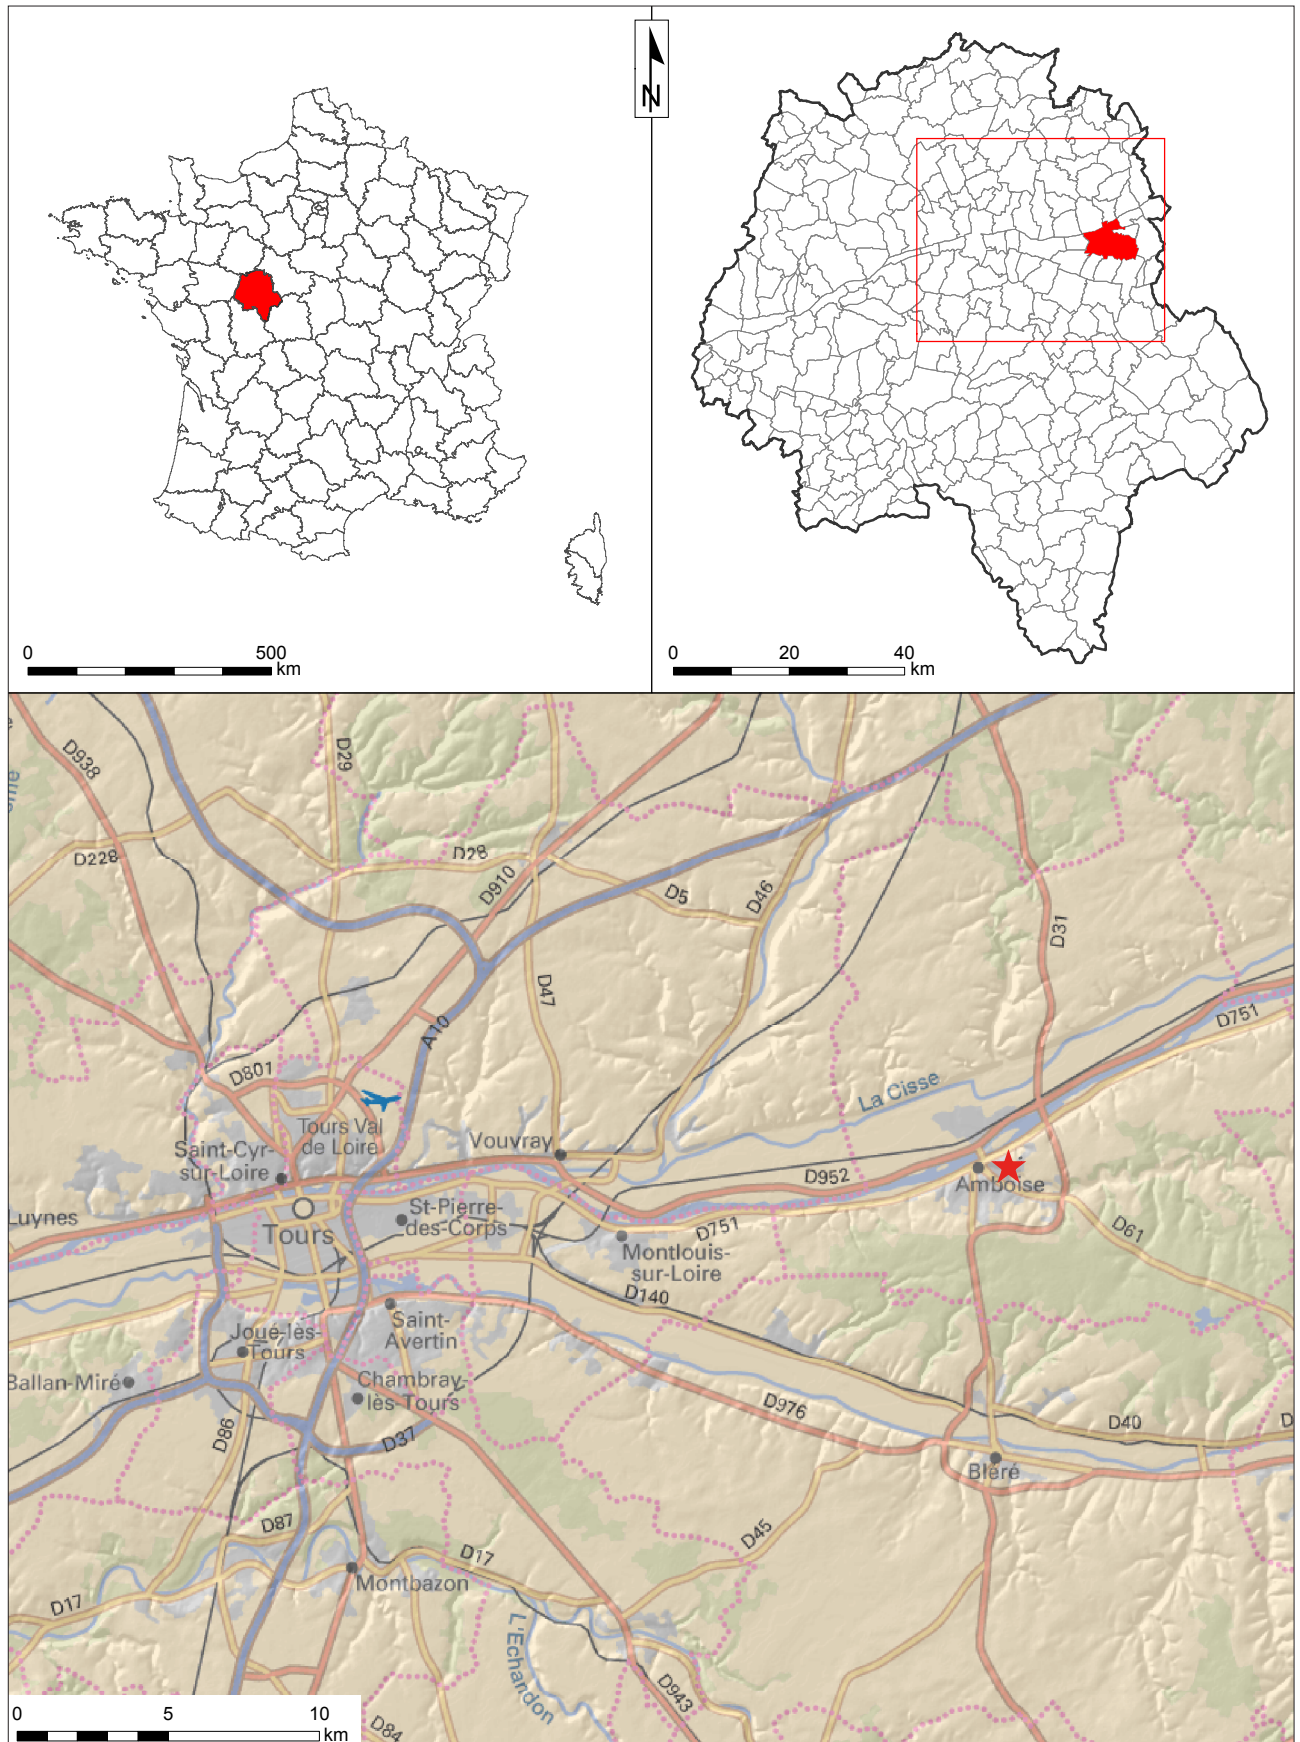 N
0 500 km
0 20 40 km
D938
D29
D228
D28
D910
D5
D46
D31
D47
A10
D751
D801
La Cisse
Tours Val
de Loire
Vouvray
Saint-Cyr-
sur-Loire
D952
Amboise
Luynes
St-Pierre-
des-Corps
Tours
D751
D61
Montlouis-
sur-Loire
D140
Saint-
Avertin
Joué-lès-
Tours
Ballan-Miré
Chambray-
lès-Tours
D976
D40
D
D86
D37
Bléré
D87
D45
D17
Montbazon
D17
L'Echandon
D943
D84
0 5 10 km